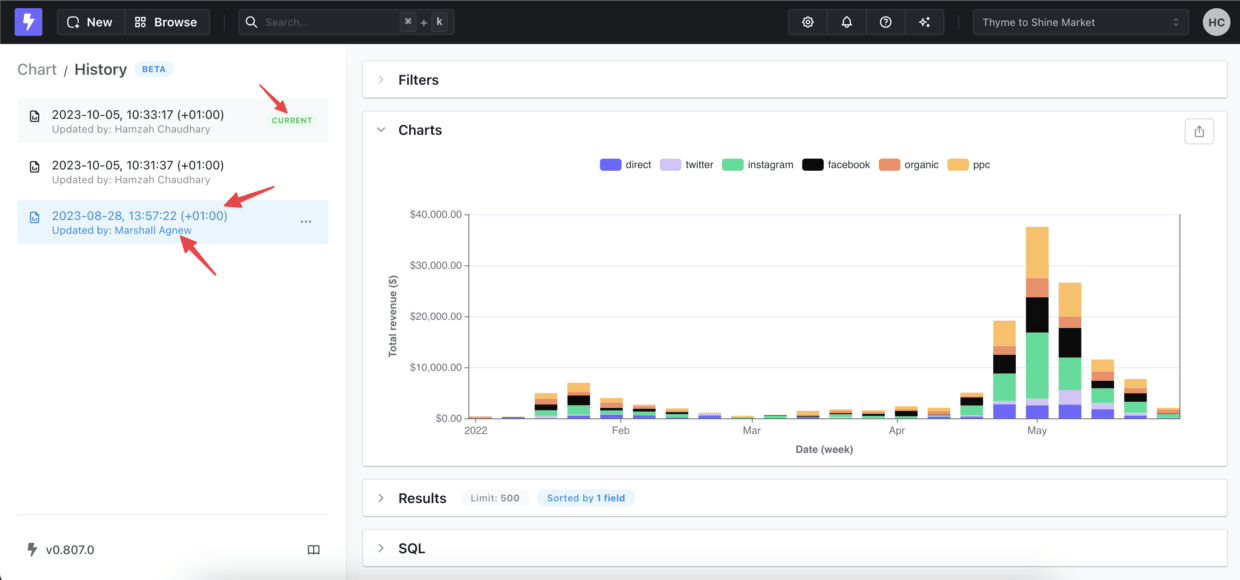 New
Browse
Search...
⌘ + k
Thyme to Shine Market
HC
Chart / History BETA
2023-10-05, 10:33:17 (+01:00)
Updated by: Hamzah Chaudhary
CURRENT
2023-10-05, 10:31:37 (+01:00)
Updated by: Hamzah Chaudhary
2023-08-28, 13:57:22 (+01:00)
Updated by: Marshall Agnew
v0.807.0
Filters
Charts
direct twitter instagram facebook organic ppc
Total revenue ($)
$40,000.00
$30,000.00
$20,000.00
$10,000.00
$0.00
2022 Feb Mar Apr May
Date (week)
Results Limit: 500 Sorted by 1 field
SQL